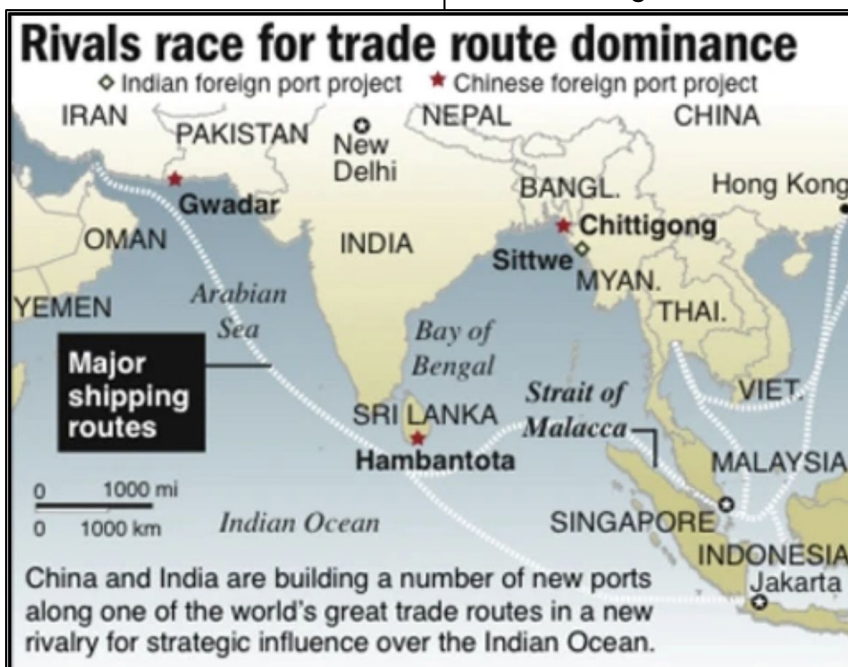 Rivals race for trade route dominance
Indian foreign port project Chinese foreign port project
IRAN
PAKISTAN
New
Delhi
NEPAL
CHINA
Gwadar
BANGL.
Hong Kong
OMAN
INDIA
Chittigong
Sittwe
MYAN.
YEMEN
Arabian
Sea
THAI.
Bay of
Bengal
Major
shipping
routes
Strait of
Malacca
VIET.
SRI LANKA
Hambantota
MALAYSIA
0 1000 mi
0 1000 km
Indian Ocean
SINGAPORE
INDONESIA
Jakarta
China and India are building a number of new ports
along one of the world's great trade routes in a new
rivalry for strategic influence over the Indian Ocean.